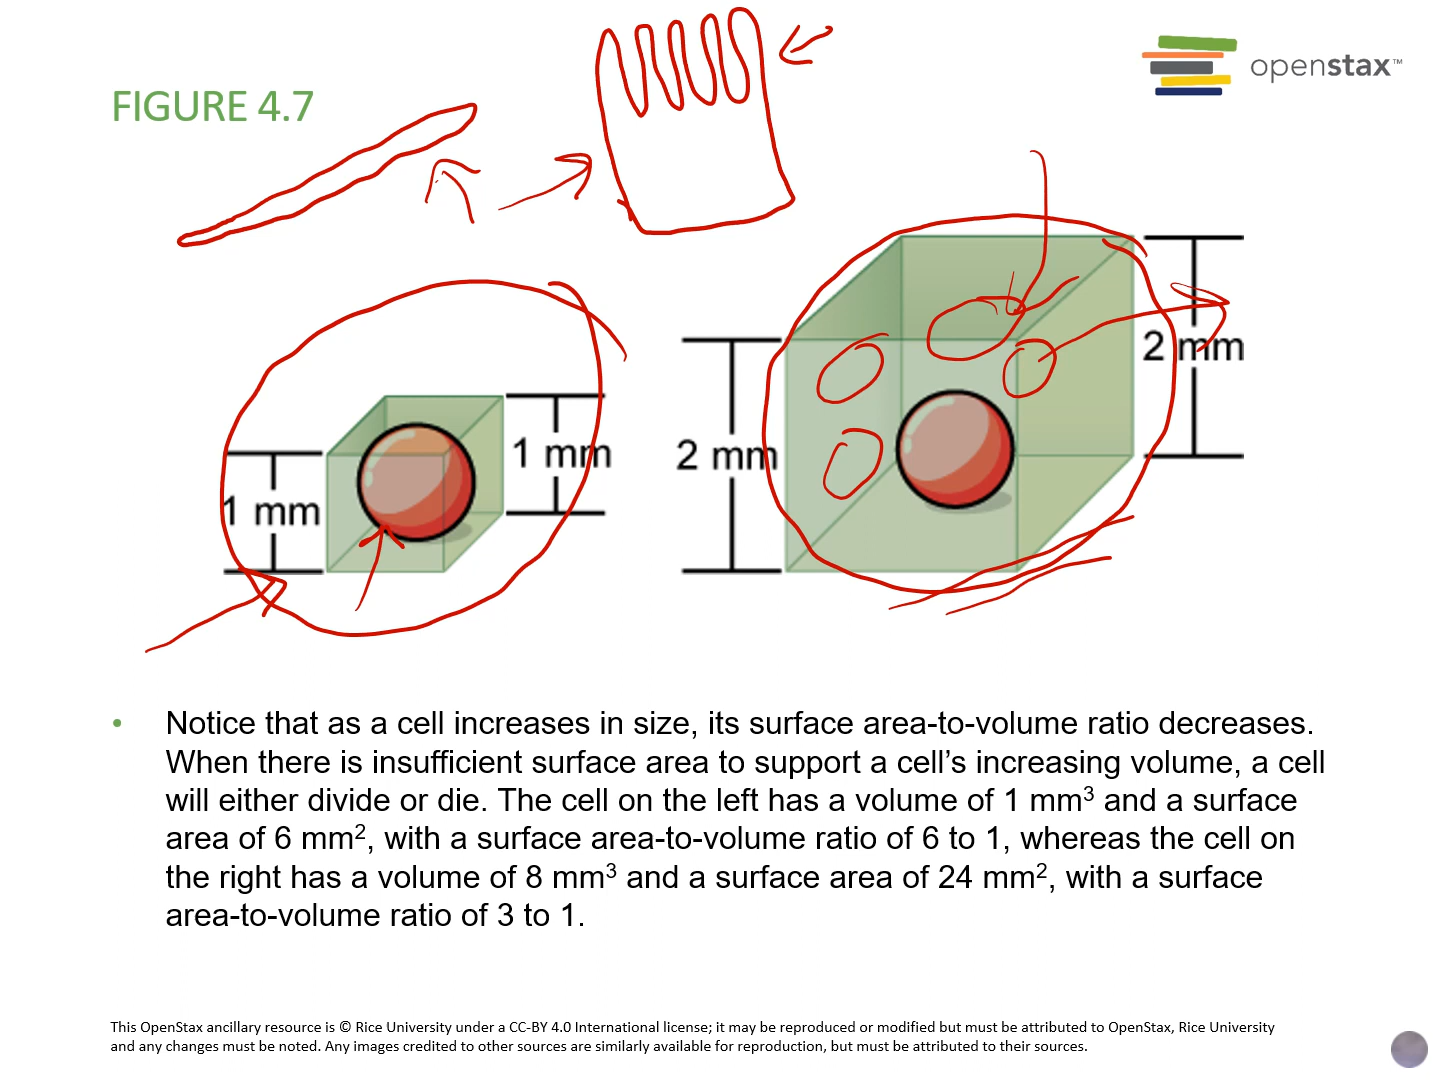 FIGURE 4.7
openstax™
1 mm
1 mm
2 mm
2 mm
• Notice that as a cell increases in size, its surface area-to-volume ratio decreases.
When there is insufficient surface area to support a cell’s increasing volume, a cell
will either divide or die. The cell on the left has a volume of 1 mm³ and a surface
area of 6 mm², with a surface area-to-volume ratio of 6 to 1, whereas the cell on
the right has a volume of 8 mm³ and a surface area of 24 mm², with a surface
area-to-volume ratio of 3 to 1.
This OpenStax ancillary resource is © Rice University under a CC-BY 4.0 International license; it may be reproduced or modified but must be attributed to OpenStax, Rice University
and any changes must be noted. Any images credited to other sources are similarly available for reproduction, but must be attributed to their sources.